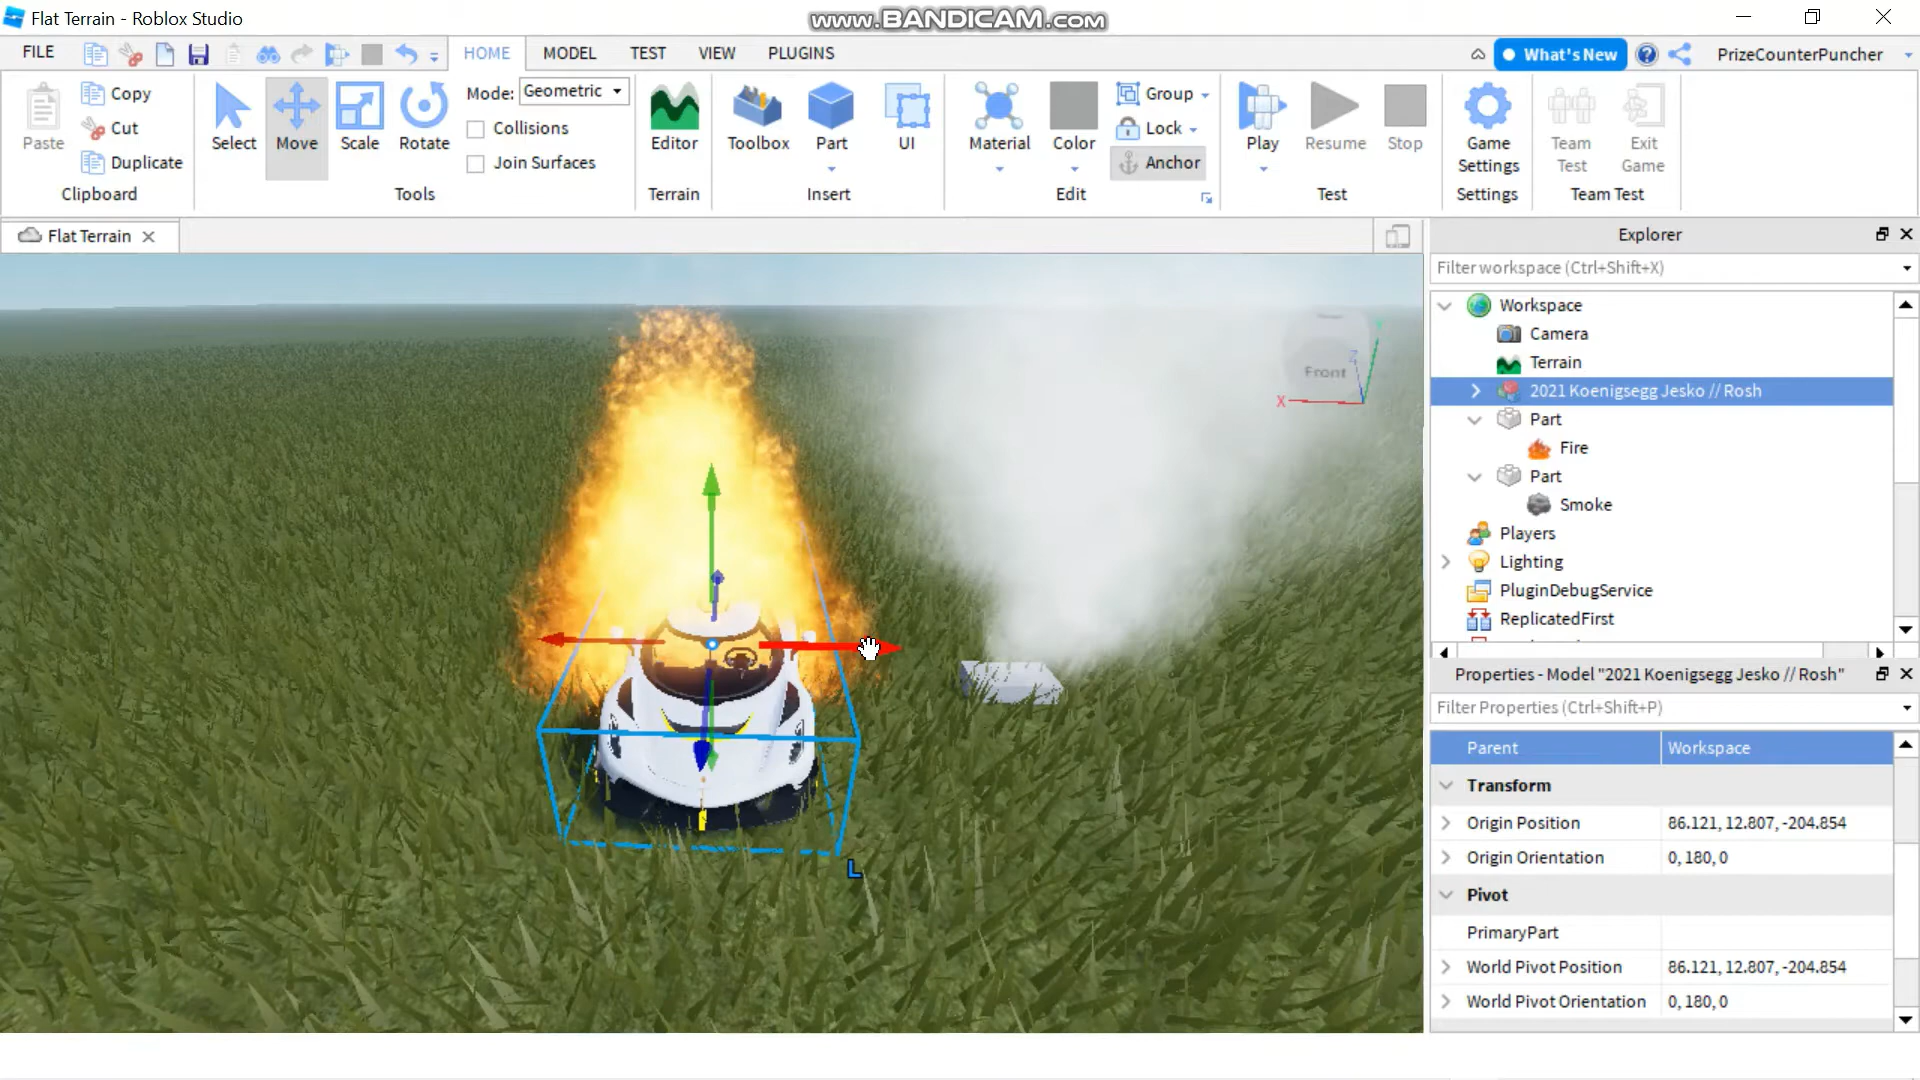 Flat Terrain - Roblox Studio
www.BANDICAM.com
FILE
HOME
MODEL
TEST
VIEW
PLUGINS
What's New
PrizeCounterPuncher
Paste
Copy
Cut
Duplicate
Clipboard
Select
Move
Scale
Rotate
Mode: Geometric
Collisions
Join Surfaces
Tools
Editor
Terrain
Toolbox
Part
UI
Insert
Material
Color
Group
Lock
Anchor
Edit
Play
Resume
Stop
Test
Game
Settings
Settings
Team
Test
Exit
Game
Team Test
Flat Terrain
Front
X
Z
L
Explorer
Filter workspace (Ctrl+Shift+X)
Workspace
Camera
Terrain
2021 Koenigsegg Jesko // Rosh
Part
Fire
Part
Smoke
Players
Lighting
PluginDebugService
ReplicatedFirst
Properties - Model "2021 Koenigsegg Jesko // Rosh"
Filter Properties (Ctrl+Shift+P)
Parent Workspace
Transform
Origin Position 86.121, 12.807, -204.854
Origin Orientation 0, 180, 0
Pivot
PrimaryPart
World Pivot Position 86.121, 12.807, -204.854
World Pivot Orientation 0, 180, 0